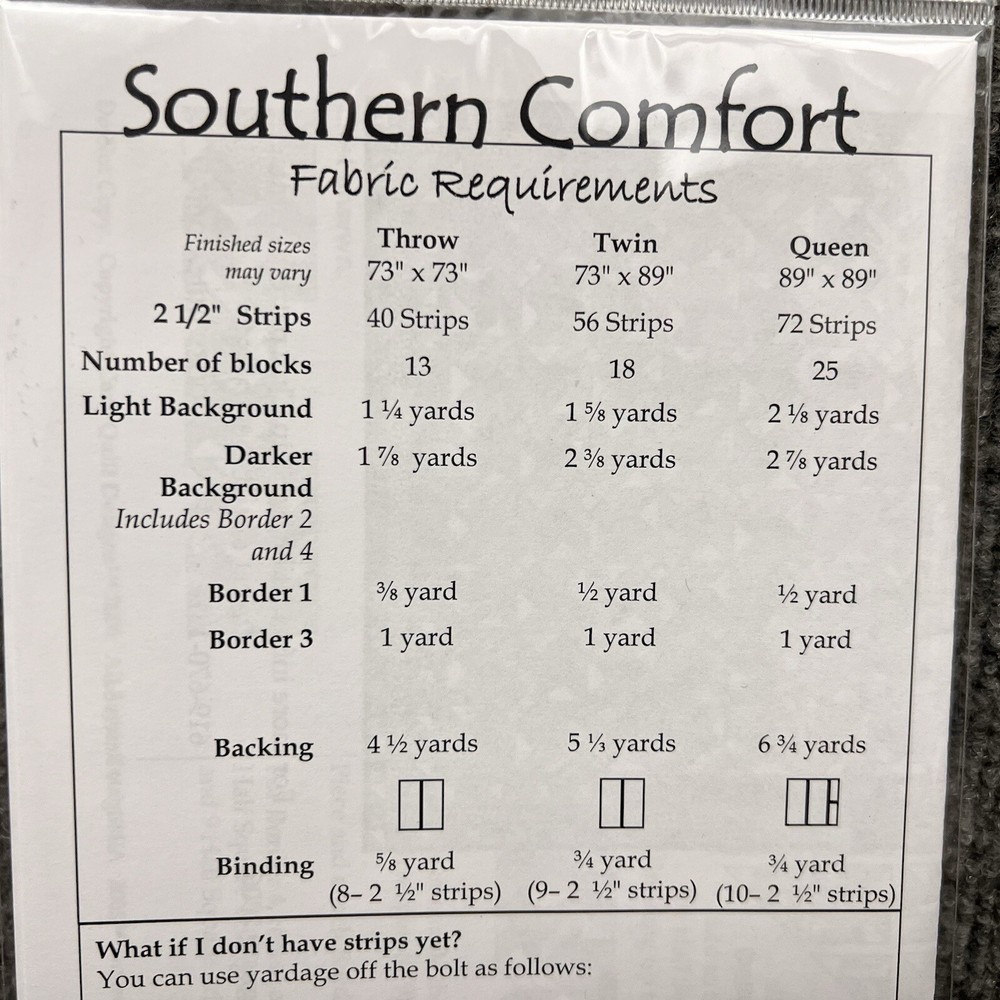 Southern Comfort
Fabric Requirements
Finished sizes may vary Throw 73" x 73" Twin 73" x 89" Queen 89" x 89"
2 1/2" Strips 40 Strips 56 Strips 72 Strips
Number of blocks 13 18 25
Light Background 1 ¼ yards 1 ⅝ yards 2 ⅛ yards
Darker 1 ⅞ yards 2 ⅜ yards 2 ⅞ yards
Background
Includes Border 2
and 4
Border 1 ⅜ yard ½ yard ½ yard
Border 3 1 yard 1 yard 1 yard
Backing 4 ½ yards 5 ⅓ yards 6 ¾ yards
Binding ⅝ yard ¾ yard ¾ yard
(8– 2 ½" strips) (9– 2 ½" strips) (10– 2 ½" strips)
What if I don't have strips yet?
You can use yardage off the bolt as follows: